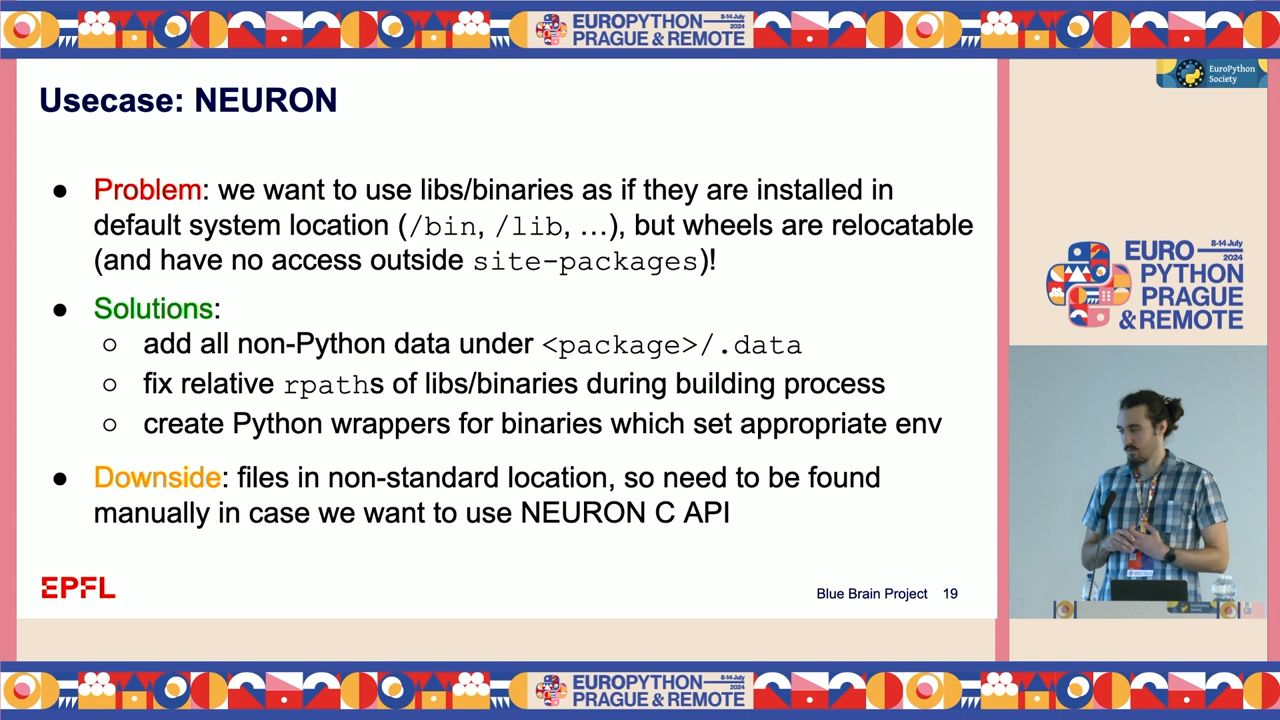 EUROPYTHON
8-14 July
2024
PRAGUE & REMOTE
EuroPython
Society
Usecase: NEURON
● Problem: we want to use libs/binaries as if they are installed in
default system location (/bin, /lib, …), but wheels are relocatable
(and have no access outside site-packages)!
● Solutions:
○ add all non-Python data under <package>/.data
○ fix relative rpaths of libs/binaries during building process
○ create Python wrappers for binaries which set appropriate env
● Downside: files in non-standard location, so need to be found
manually in case we want to use NEURON C API
EPFL
Blue Brain Project 19
EURO
8-14 July
2024
PYTHON
PRAGUE
& REMOTE
EUROPYTHON
8-14 July
2024
PRAGUE & REMOTE